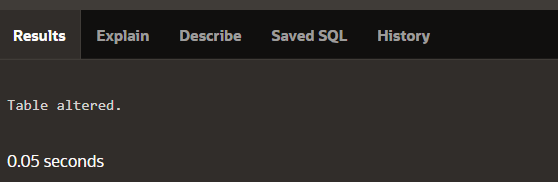 Results Explain Describe Saved SQL History
Table altered.
0.05 seconds